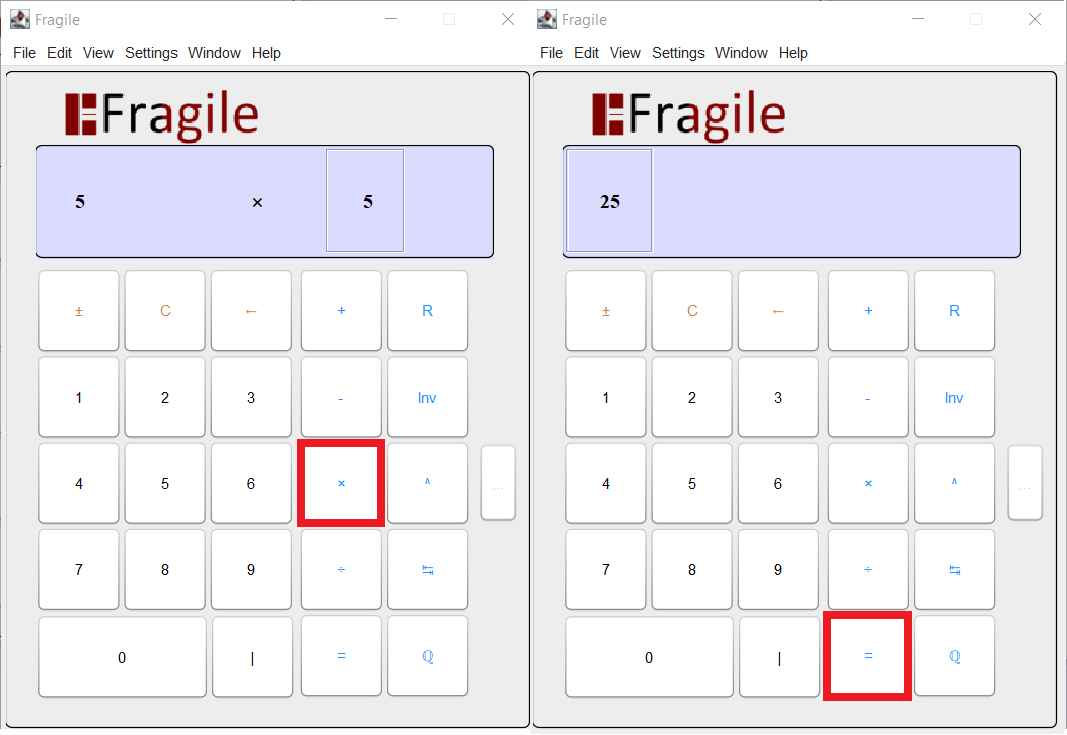 Fragile
File Edit View Settings Window Help
Fragile
5 × 5
± C ← + R
1 2 3 - Inv
4 5 6 × ^ ...
7 8 9 ÷ ↹
0 | = ℚ
Fragile
File Edit View Settings Window Help
Fragile
25
± C ← + R
1 2 3 - Inv
4 5 6 × ^ ...
7 8 9 ÷ ↹
0 | = ℚ